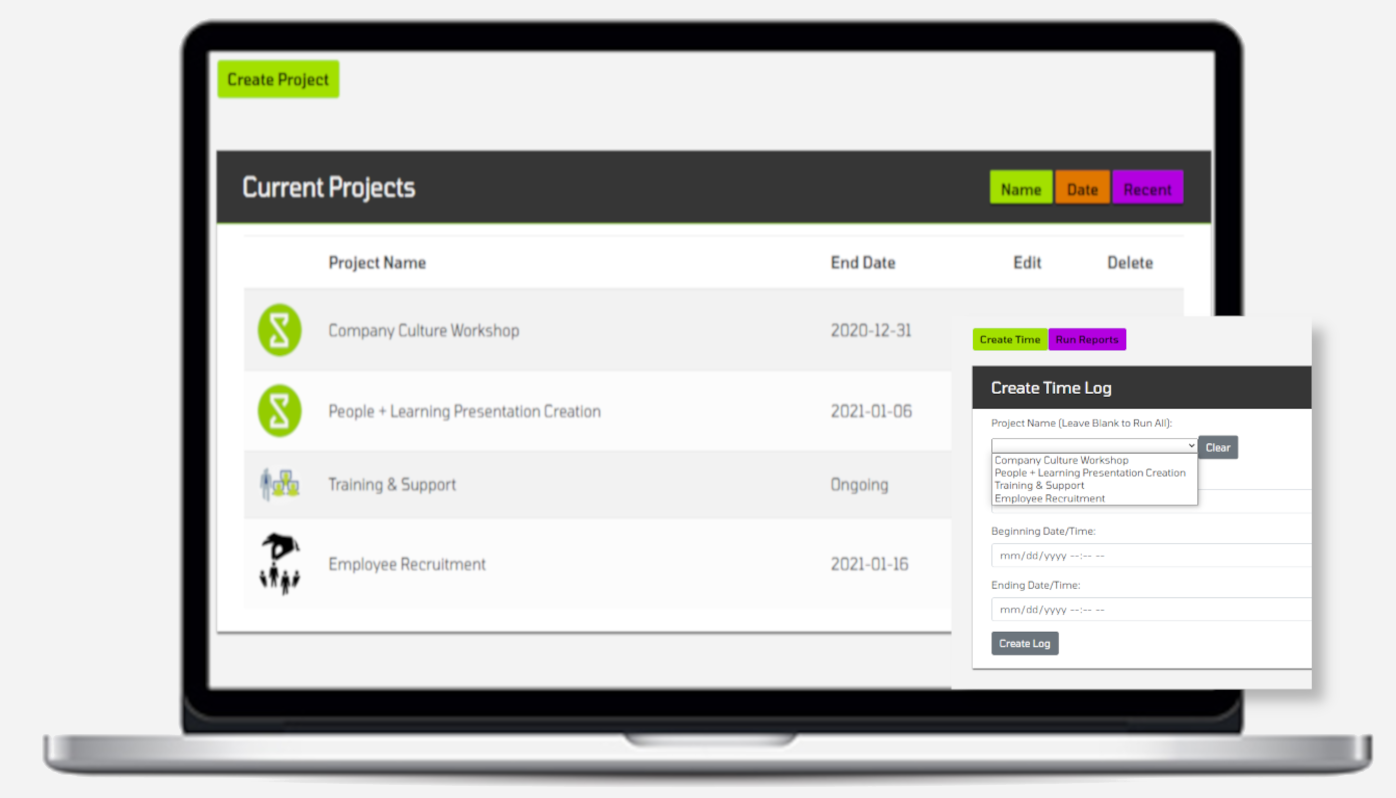 Create Project
Current Projects
Name Date Recent
Project Name End Date Edit Delete
Company Culture Workshop 2020-12-31
People + Learning Presentation Creation 2021-01-06
Training & Support Ongoing
Employee Recruitment 2021-01-16
Create Time Run Reports
Create Time Log
Project Name (Leave Blank to Run All):
Clear
Company Culture Workshop
People + Learning Presentation Creation
Training & Support
Employee Recruitment
Beginning Date/Time:
mm/dd/yyyy --:-- --
Ending Date/Time:
mm/dd/yyyy --:-- --
Create Log